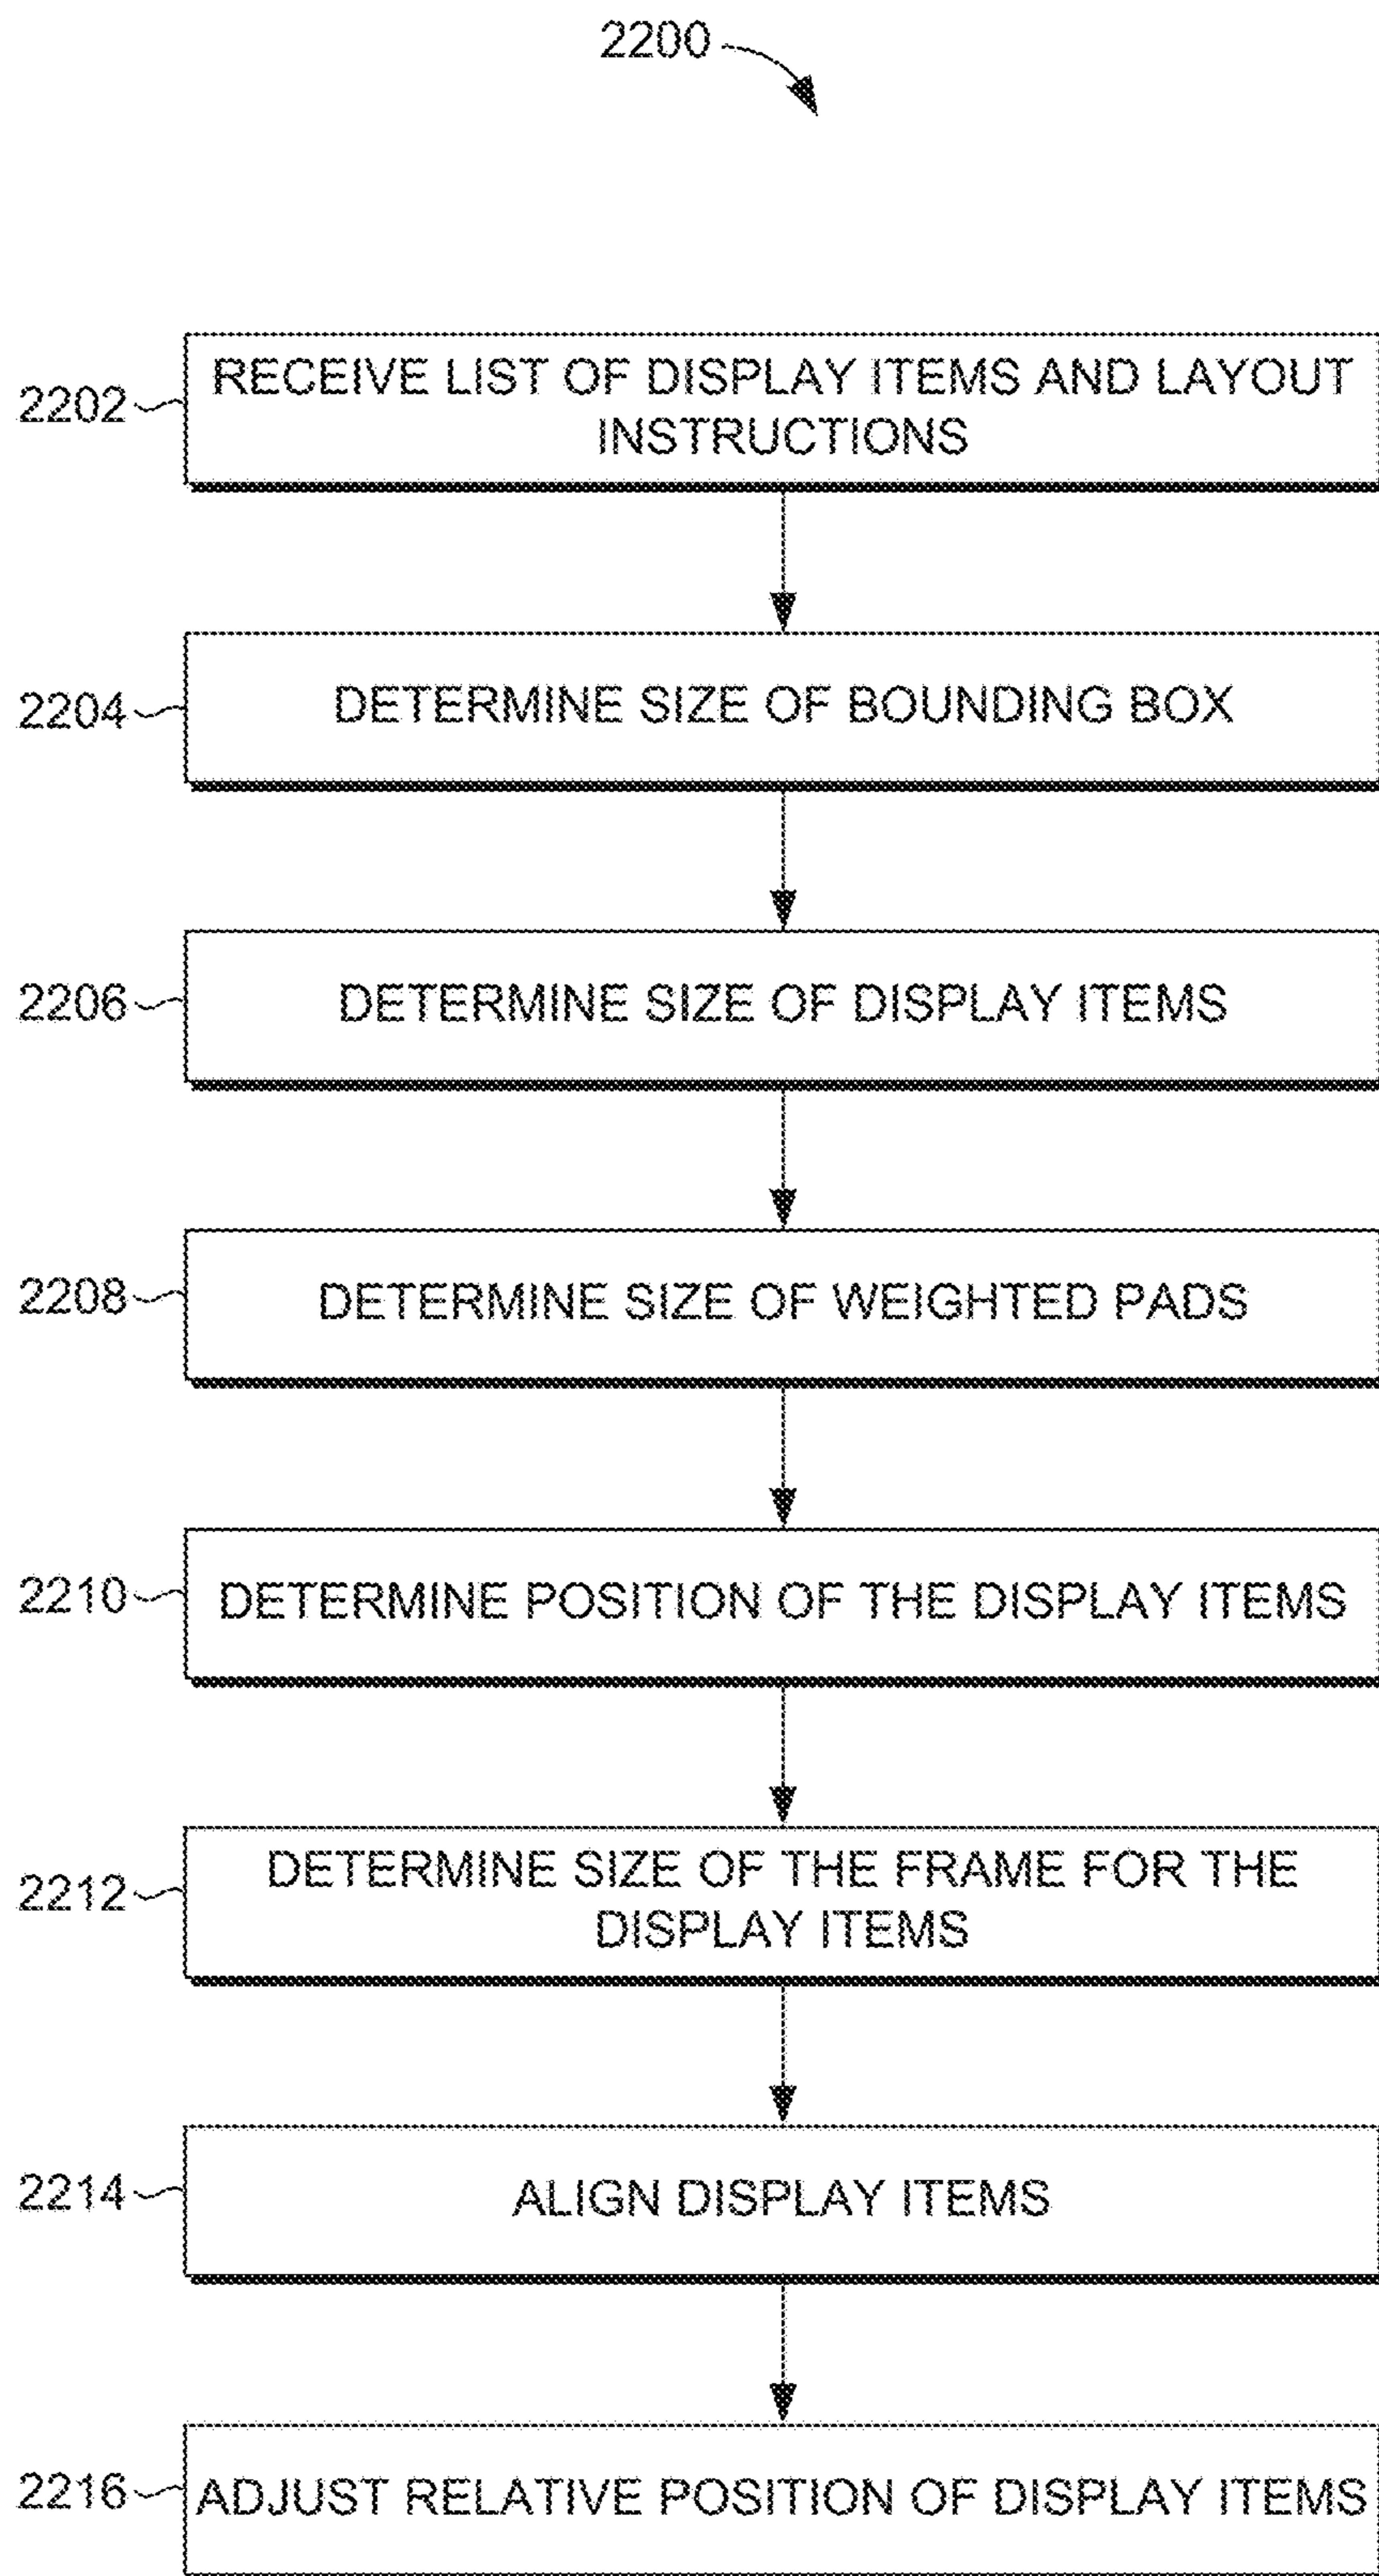 2200
2202
RECEIVE LIST OF DISPLAY ITEMS AND LAYOUT
INSTRUCTIONS
2204
DETERMINE SIZE OF BOUNDING BOX
2206
DETERMINE SIZE OF DISPLAY ITEMS
2208
DETERMINE SIZE OF WEIGHTED PADS
2210
DETERMINE POSITION OF THE DISPLAY ITEMS
2212
DETERMINE SIZE OF THE FRAME FOR THE
DISPLAY ITEMS
2214
ALIGN DISPLAY ITEMS
2216
ADJUST RELATIVE POSITION OF DISPLAY ITEMS